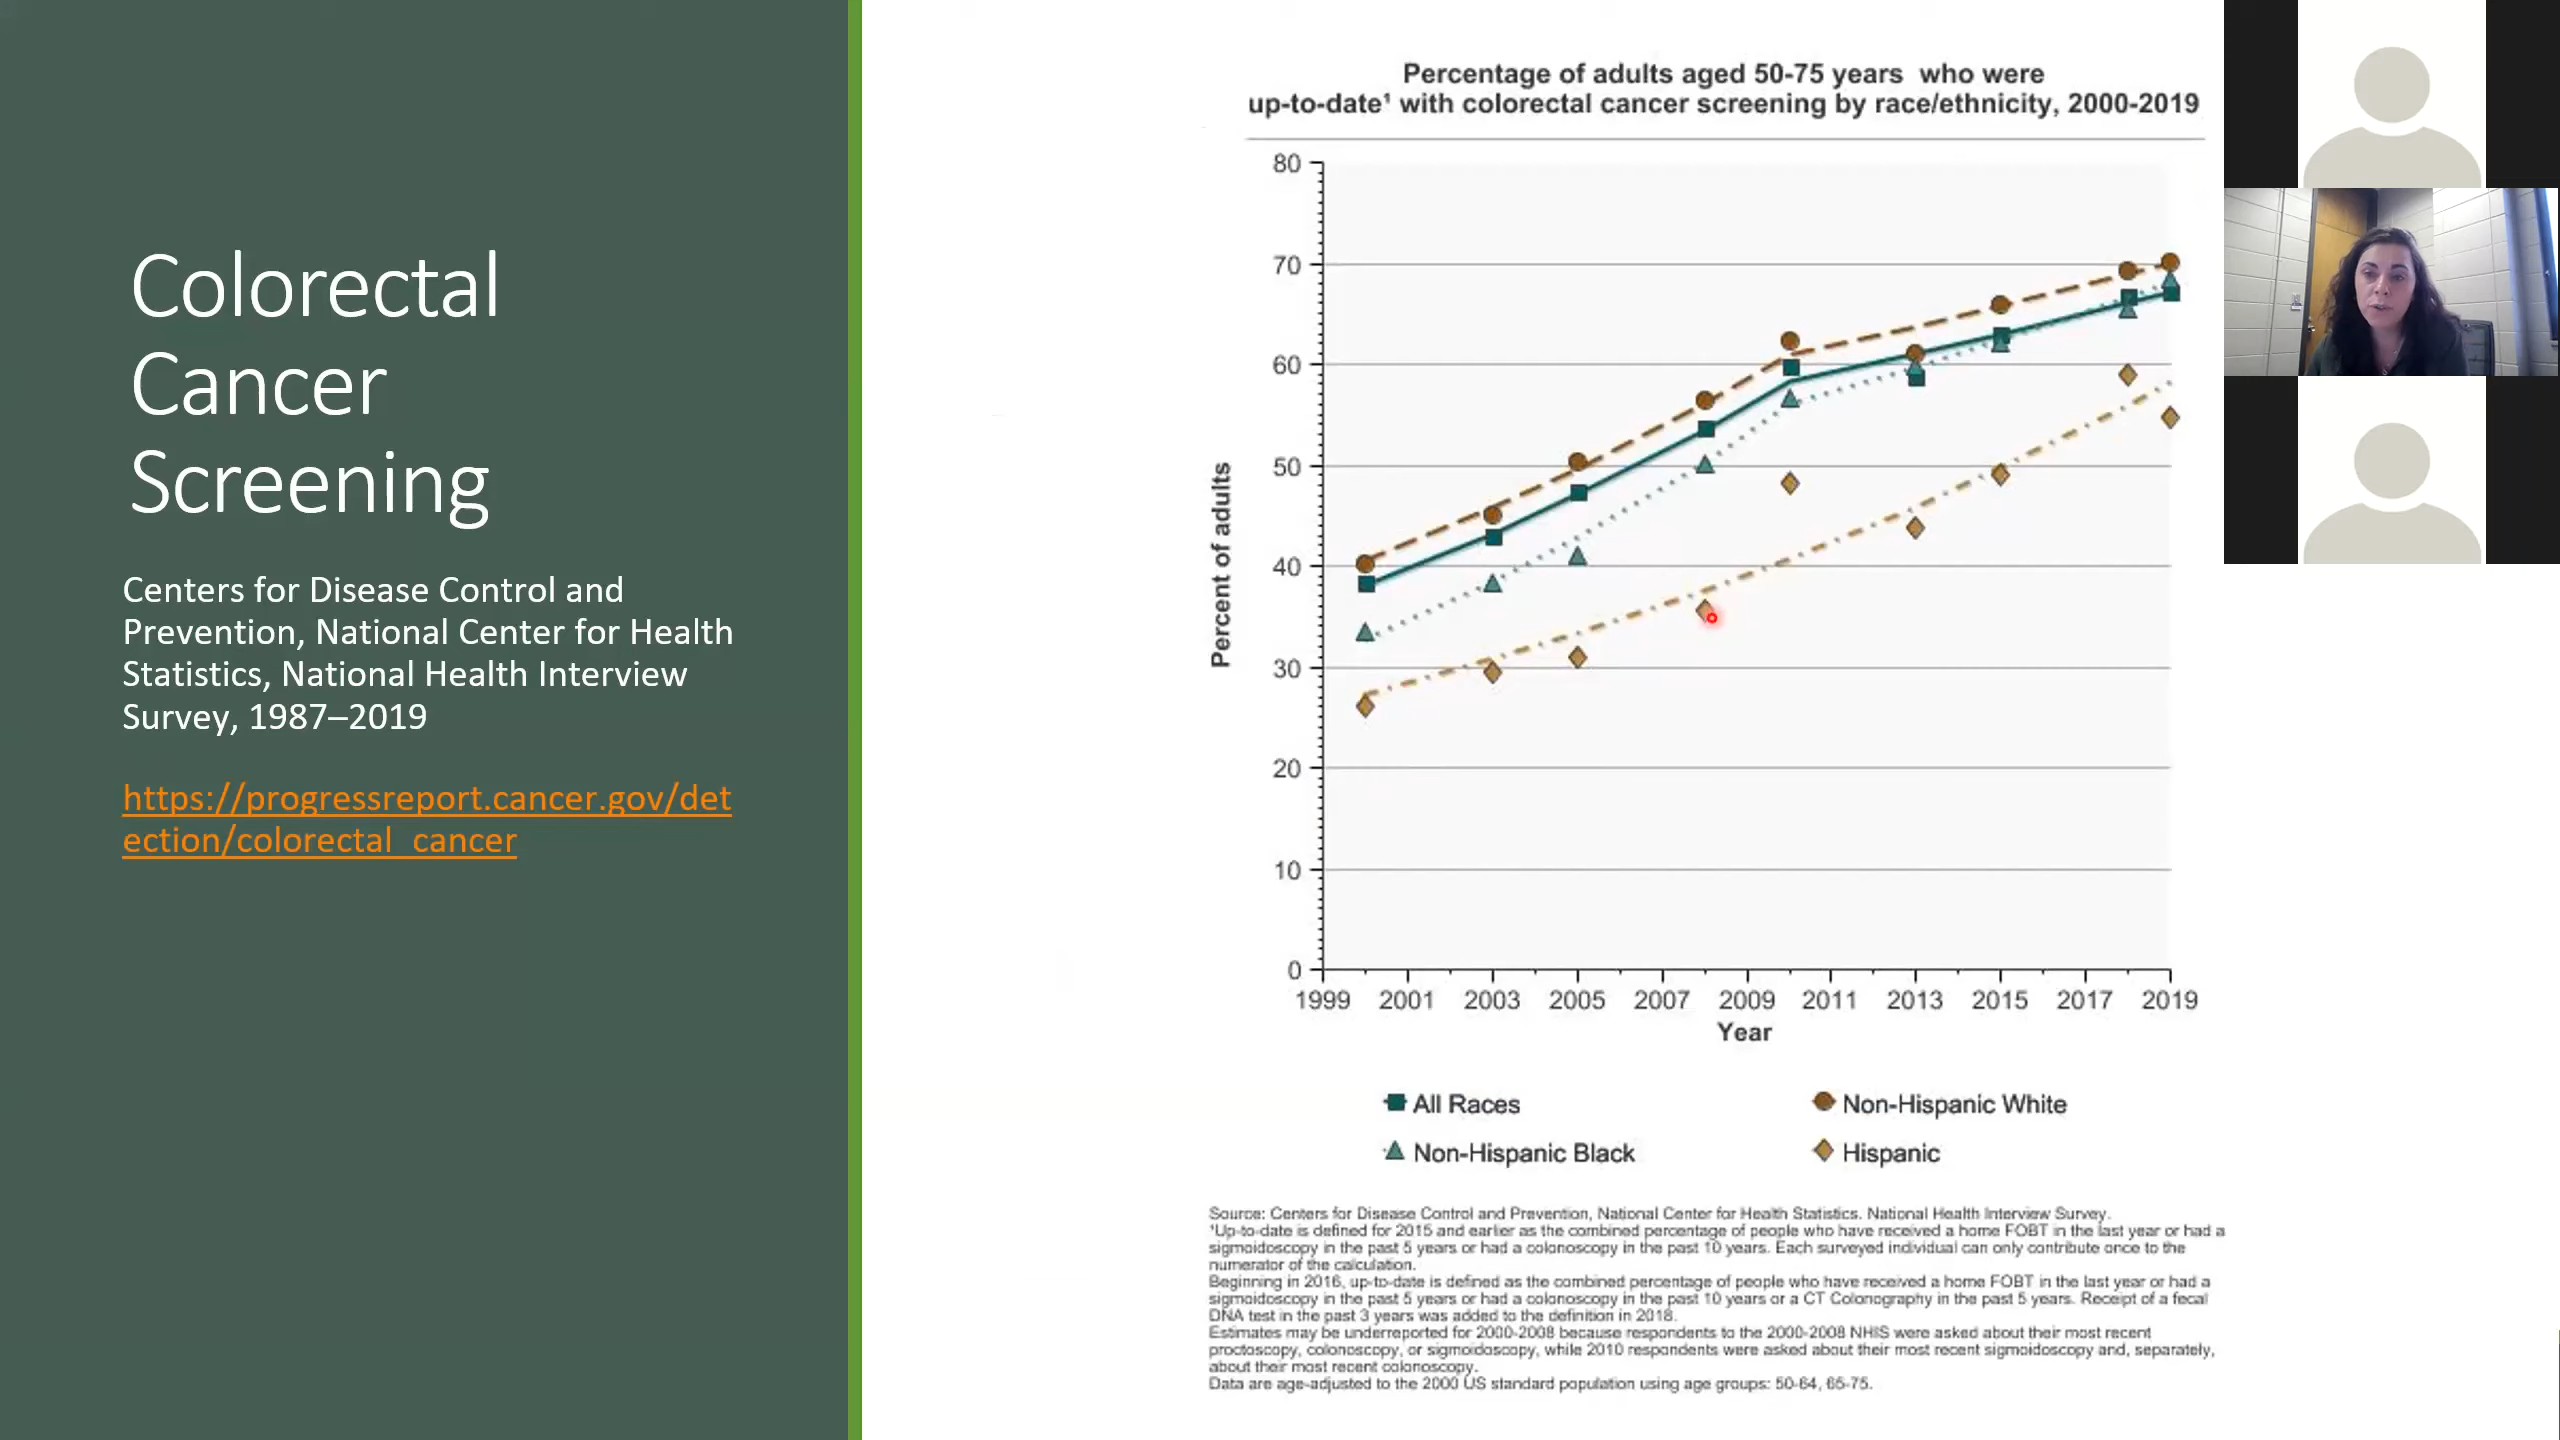 Colorectal
Cancer
Screening
Centers for Disease Control and
Prevention, National Center for Health
Statistics, National Health Interview
Survey, 1987–2019
https://progressreport.cancer.gov/det
ection/colorectal_cancer
Percentage of adults aged 50-75 years who were
up-to-date¹ with colorectal cancer screening by race/ethnicity, 2000-2019
80
70
60
50
40
30
20
10
0
Percent of adults
1999 2001 2003 2005 2007 2009 2011 2013 2015 2017 2019
Year
All Races
Non-Hispanic White
Non-Hispanic Black
Hispanic
Source: Centers for Disease Control and Prevention, National Center for Health Statistics. National Health Interview Survey.
¹Up-to-date is defined for 2015 and earlier as the combined percentage of people who have received a home FOBT in the last year or had a
sigmoidoscopy in the past 5 years or had a colonoscopy in the past 10 years. Each surveyed individual can only contribute once to the
numerator of the calculation.
Beginning in 2016, up-to-date is defined as the combined percentage of people who have received a home FOBT in the last year or had a
sigmoidoscopy in the past 5 years or had a colonoscopy in the past 10 years or a CT Colonography in the past 5 years. Receipt of a fecal
DNA test in the past 3 years was added to the definition in 2018.
Estimates may be underreported for 2000-2008 because respondents to the 2000-2008 NHIS were asked about their most recent
proctoscopy, colonoscopy, or sigmoidoscopy, while 2010 respondents were asked about their most recent sigmoidoscopy and, separately,
about their most recent colonoscopy.
Data are age-adjusted to the 2000 US standard population using age groups: 50-64, 65-75.